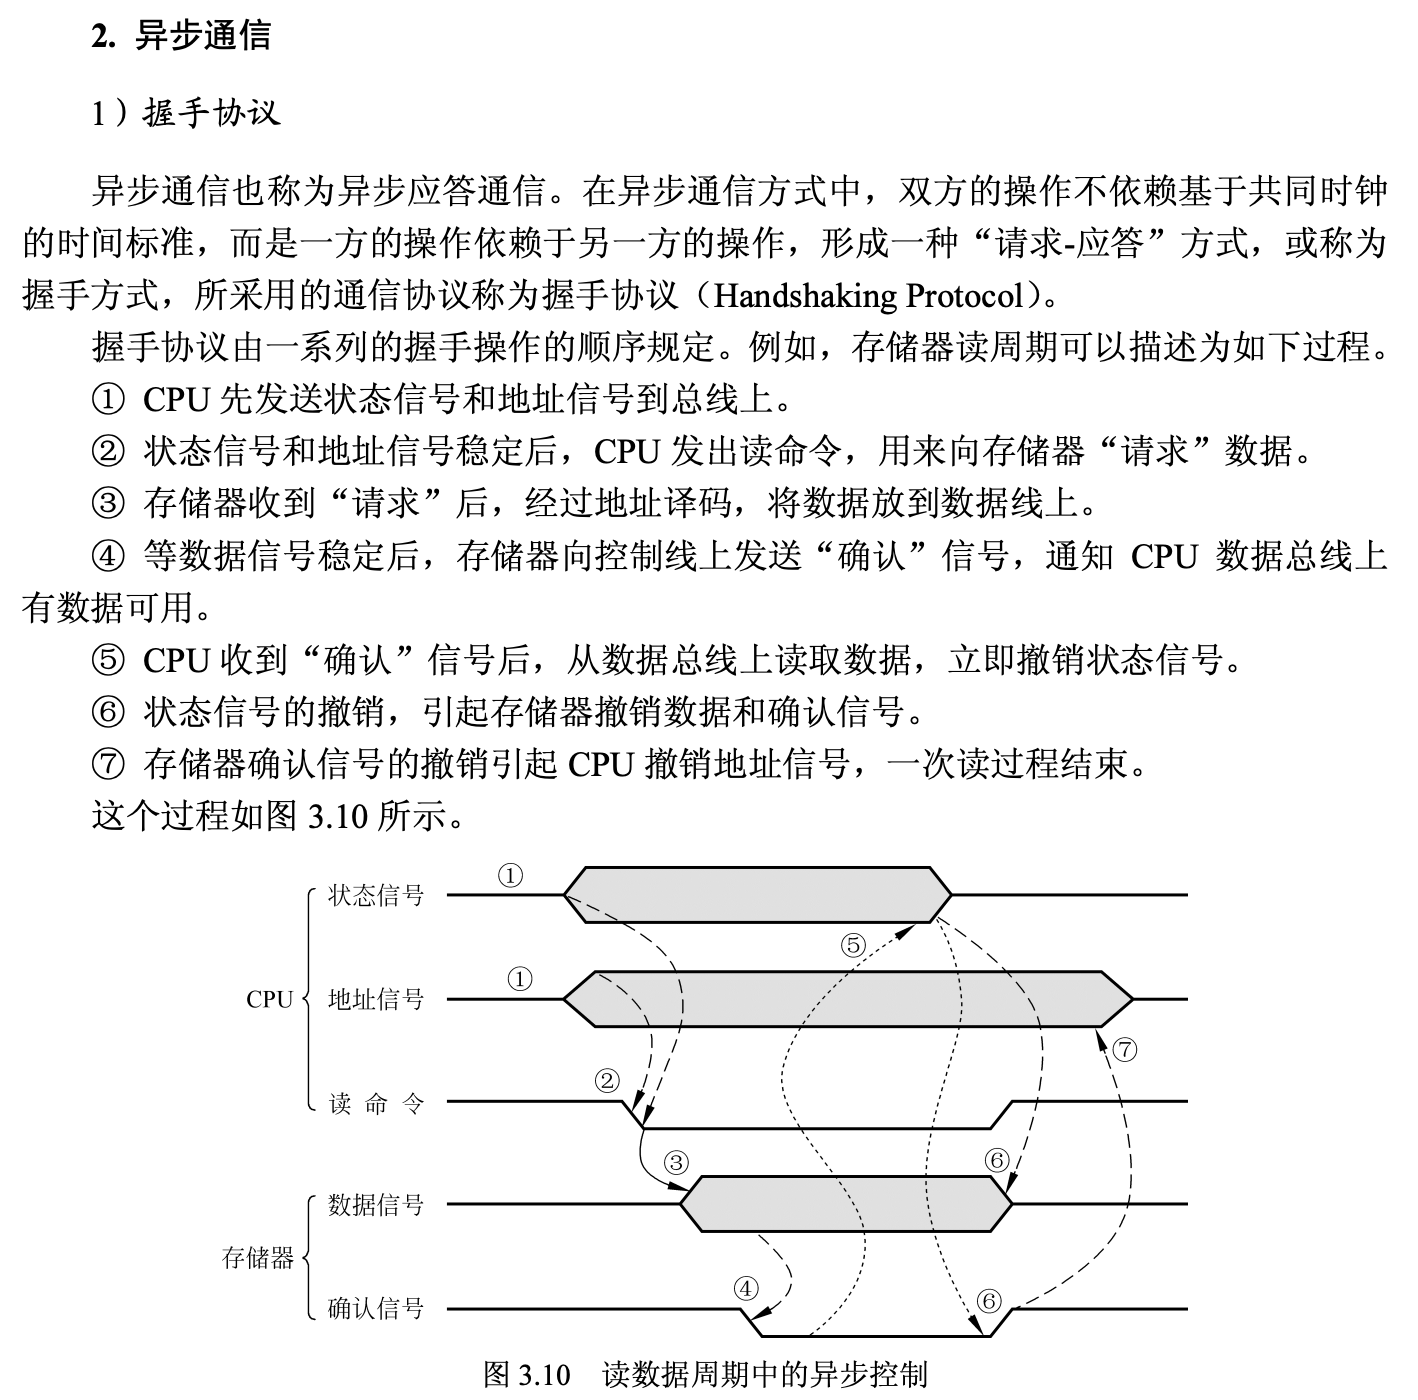 2. 异步通信
1）握手协议
异步通信也称为异步应答通信。在异步通信方式中，双方的操作不依赖基于共同时钟
的时间标准，而是一方的操作依赖于另一方的操作，形成一种“请求-应答”方式，或称为
握手方式，所采用的通信协议称为握手协议（Handshaking Protocol）。
握手协议由一系列的握手操作的顺序规定。例如，存储器读周期可以描述为如下过程。
① CPU 先发送状态信号和地址信号到总线上。
② 状态信号和地址信号稳定后，CPU 发出读命令，用来向存储器“请求”数据。
③ 存储器收到“请求”后，经过地址译码，将数据放到数据线上。
④ 等数据信号稳定后，存储器向控制线上发送“确认”信号，通知 CPU 数据总线上
有数据可用。
⑤ CPU 收到“确认”信号后，从数据总线上读取数据，立即撤销状态信号。
⑥ 状态信号的撤销，引起存储器撤销数据和确认信号。
⑦ 存储器确认信号的撤销引起 CPU 撤销地址信号，一次读过程结束。
这个过程如图 3.10 所示。
状态信号 ①
⑤
CPU 地址信号 ①
⑦
读命令 ②
③ ⑥
数据信号
存储器
④ ⑥
确认信号
图 3.10 读数据周期中的异步控制